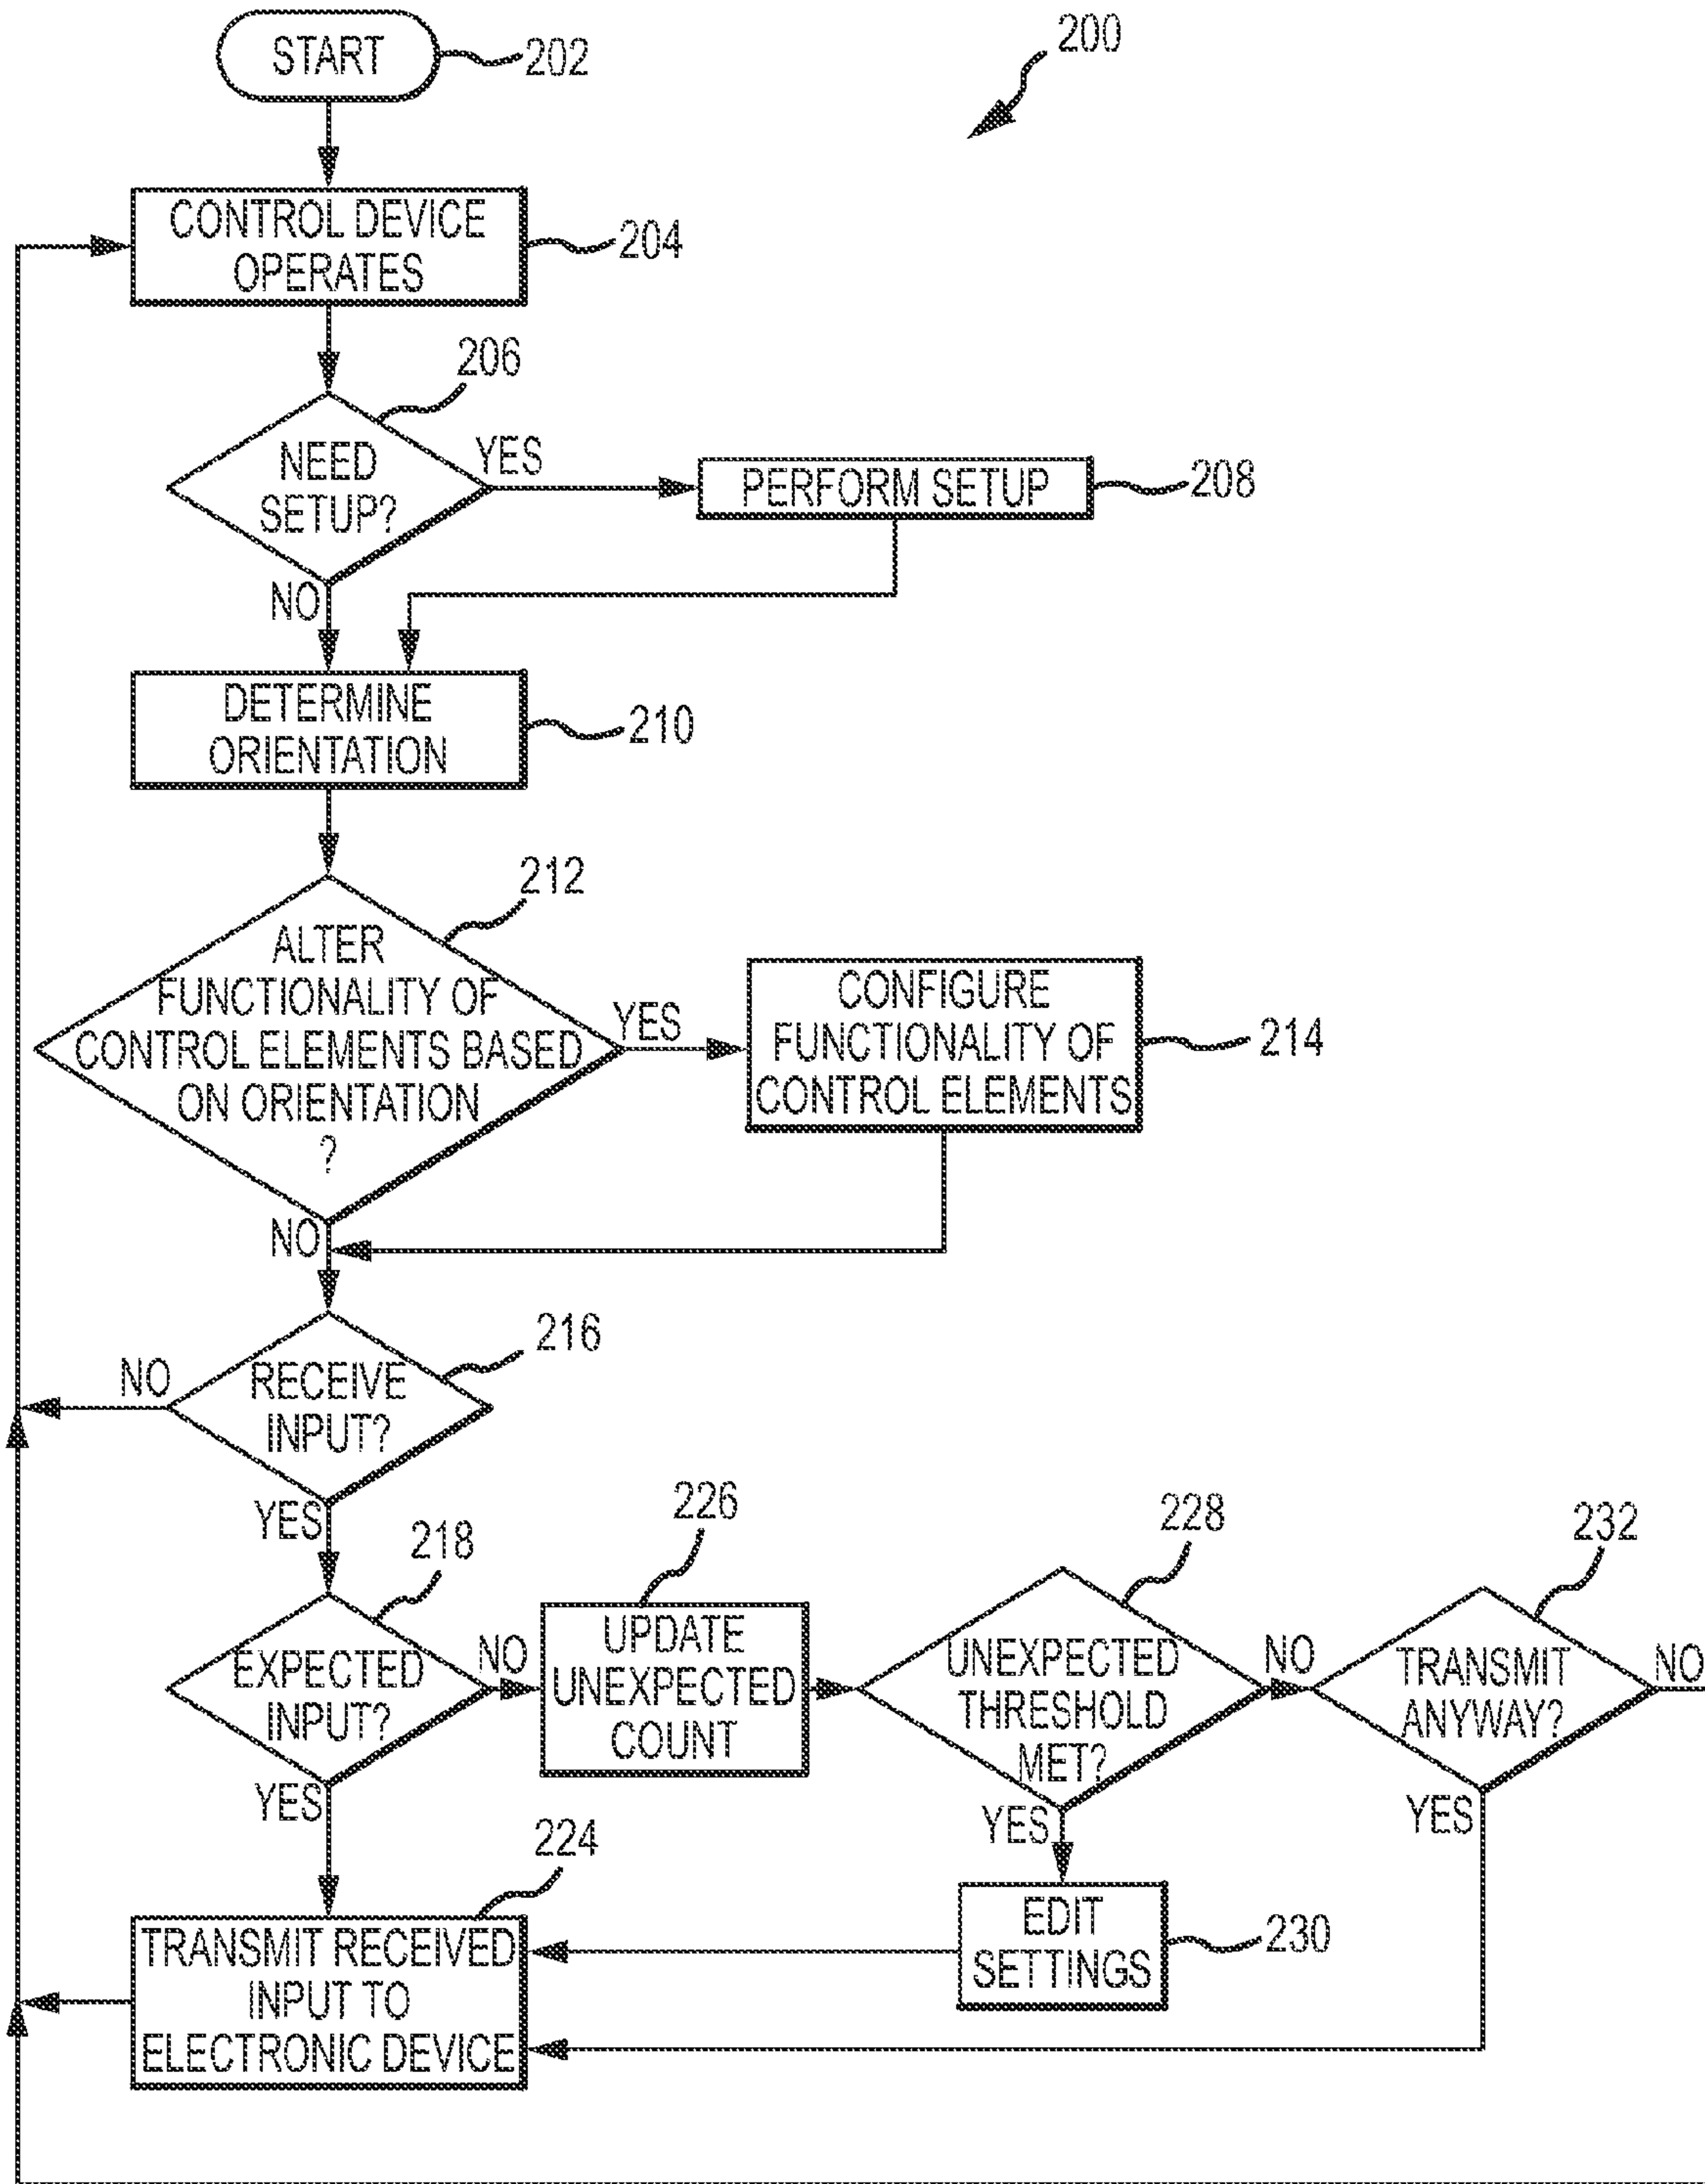 200
START
202
CONTROL DEVICE
OPERATES
204
206
NEED
SETUP?
YES
PERFORM SETUP
208
NO
DETERMINE
ORIENTATION
210
212
ALTER
FUNCTIONALITY OF
CONTROL ELEMENTS BASED
ON ORIENTATION
?
YES
CONFIGURE
FUNCTIONALITY OF
CONTROL ELEMENTS
214
NO
216
RECEIVE
INPUT?
NO
YES
218
EXPECTED
INPUT?
NO
226
UPDATE
UNEXPECTED
COUNT
228
UNEXPECTED
THRESHOLD
MET?
NO
232
TRANSMIT
ANYWAY?
NO
YES
YES
YES
224
TRANSMIT RECEIVED
INPUT TO
ELECTRONIC DEVICE
EDIT
SETTINGS
230